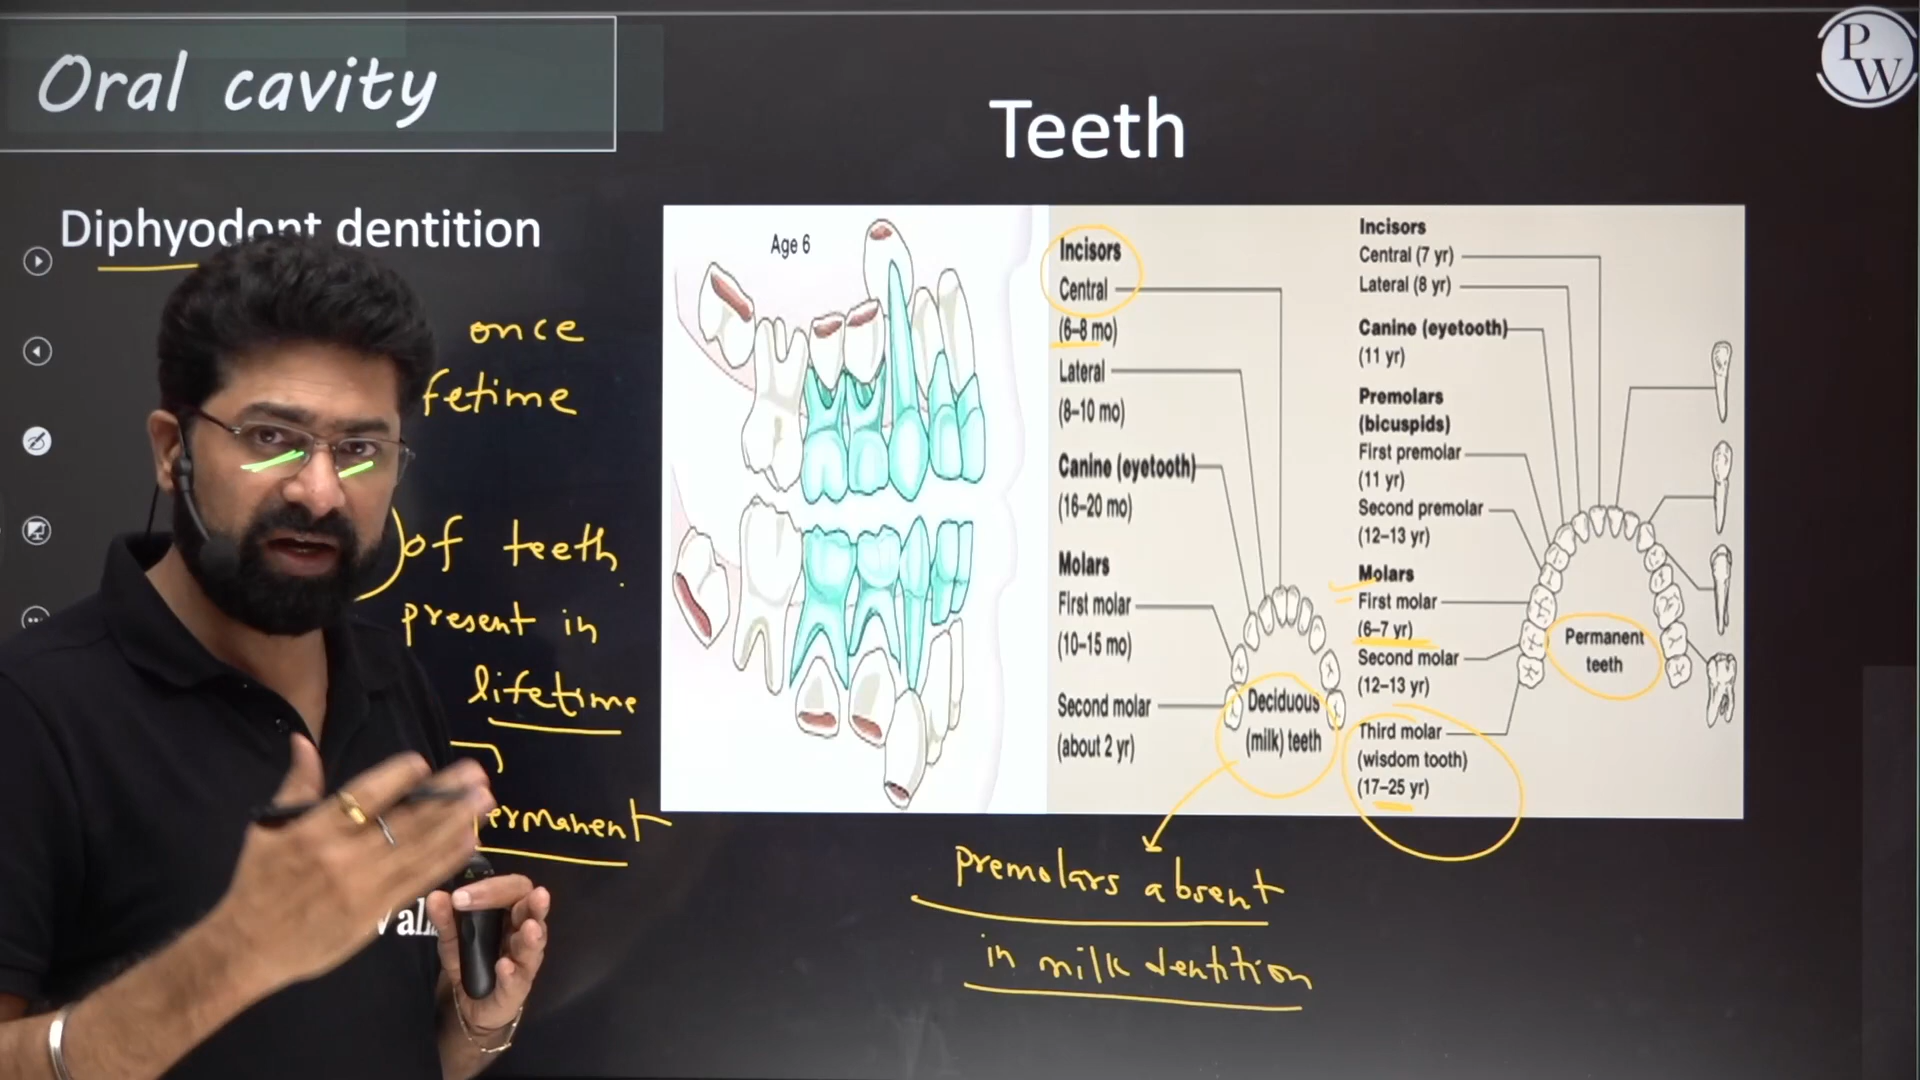 Oral cavity
PW
Teeth
Diphyodont dentition
once
fetime
of teeth.
present in
lifetime
ermanent
Age 6
Incisors
Central
(6–8 mo)
Lateral
(8–10 mo)
Canine (eyetooth)
(16–20 mo)
Molars
First molar
(10–15 mo)
Second molar
(about 2 yr)
Deciduous
(milk) teeth
Incisors
Central (7 yr)
Lateral (8 yr)
Canine (eyetooth)
(11 yr)
Premolars
(bicuspids)
First premolar
(11 yr)
Second premolar
(12–13 yr)
Molars
First molar
(6–7 yr)
Second molar
(12–13 yr)
Third molar
(wisdom tooth)
(17–25 yr)
Permanent
teeth
premolars absent
in milk dentition